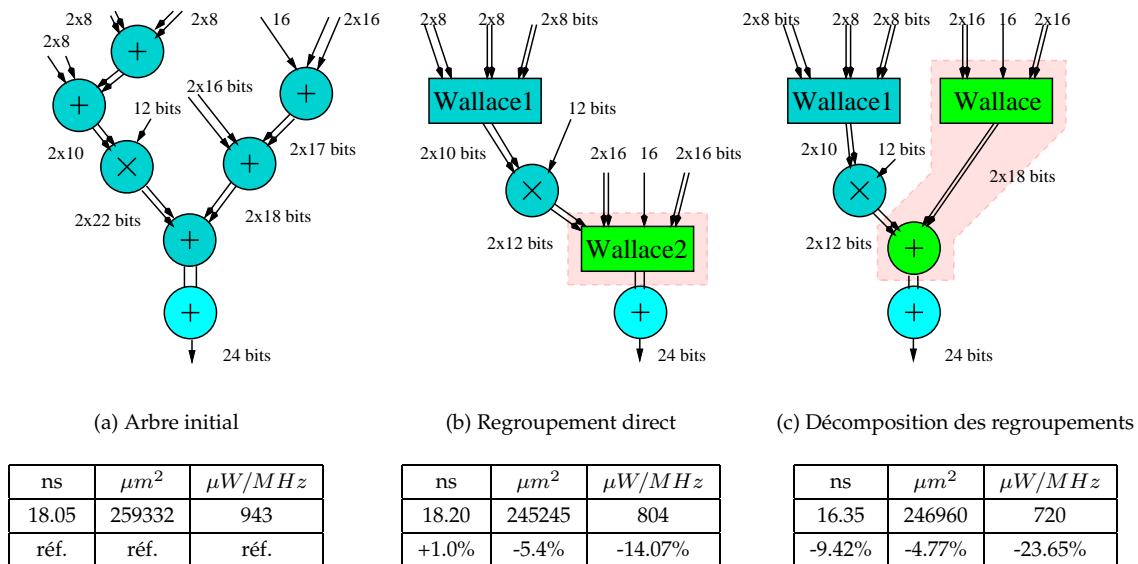 2x8
2x8
16
2x16
+
+
+
2x16 bits
12 bits
2x10
×
+
2x17 bits
2x22 bits
2x18 bits
+
+
24 bits
(a) Arbre initial
2x8 bits
2x8
2x8 bits
Wallace1
12 bits
2x10 bits
×
2x16
16
2x16 bits
2x12 bits
Wallace2
+
24 bits
(b) Regroupement direct
2x8 bits
2x8
2x8 bits
2x16
16
2x16 bits
Wallace1
Wallace
2x10
12 bits
×
2x18 bits
2x12 bits
+
+
24 bits
(c) Décomposition des regroupements
ns μm² μW/MHz
18.05 259332 943
réf. réf. réf.
ns μm² μW/MHz
18.20 245245 804
+1.0% -5.4% -14.07%
ns μm² μW/MHz
16.35 246960 720
-9.42% -4.77% -23.65%